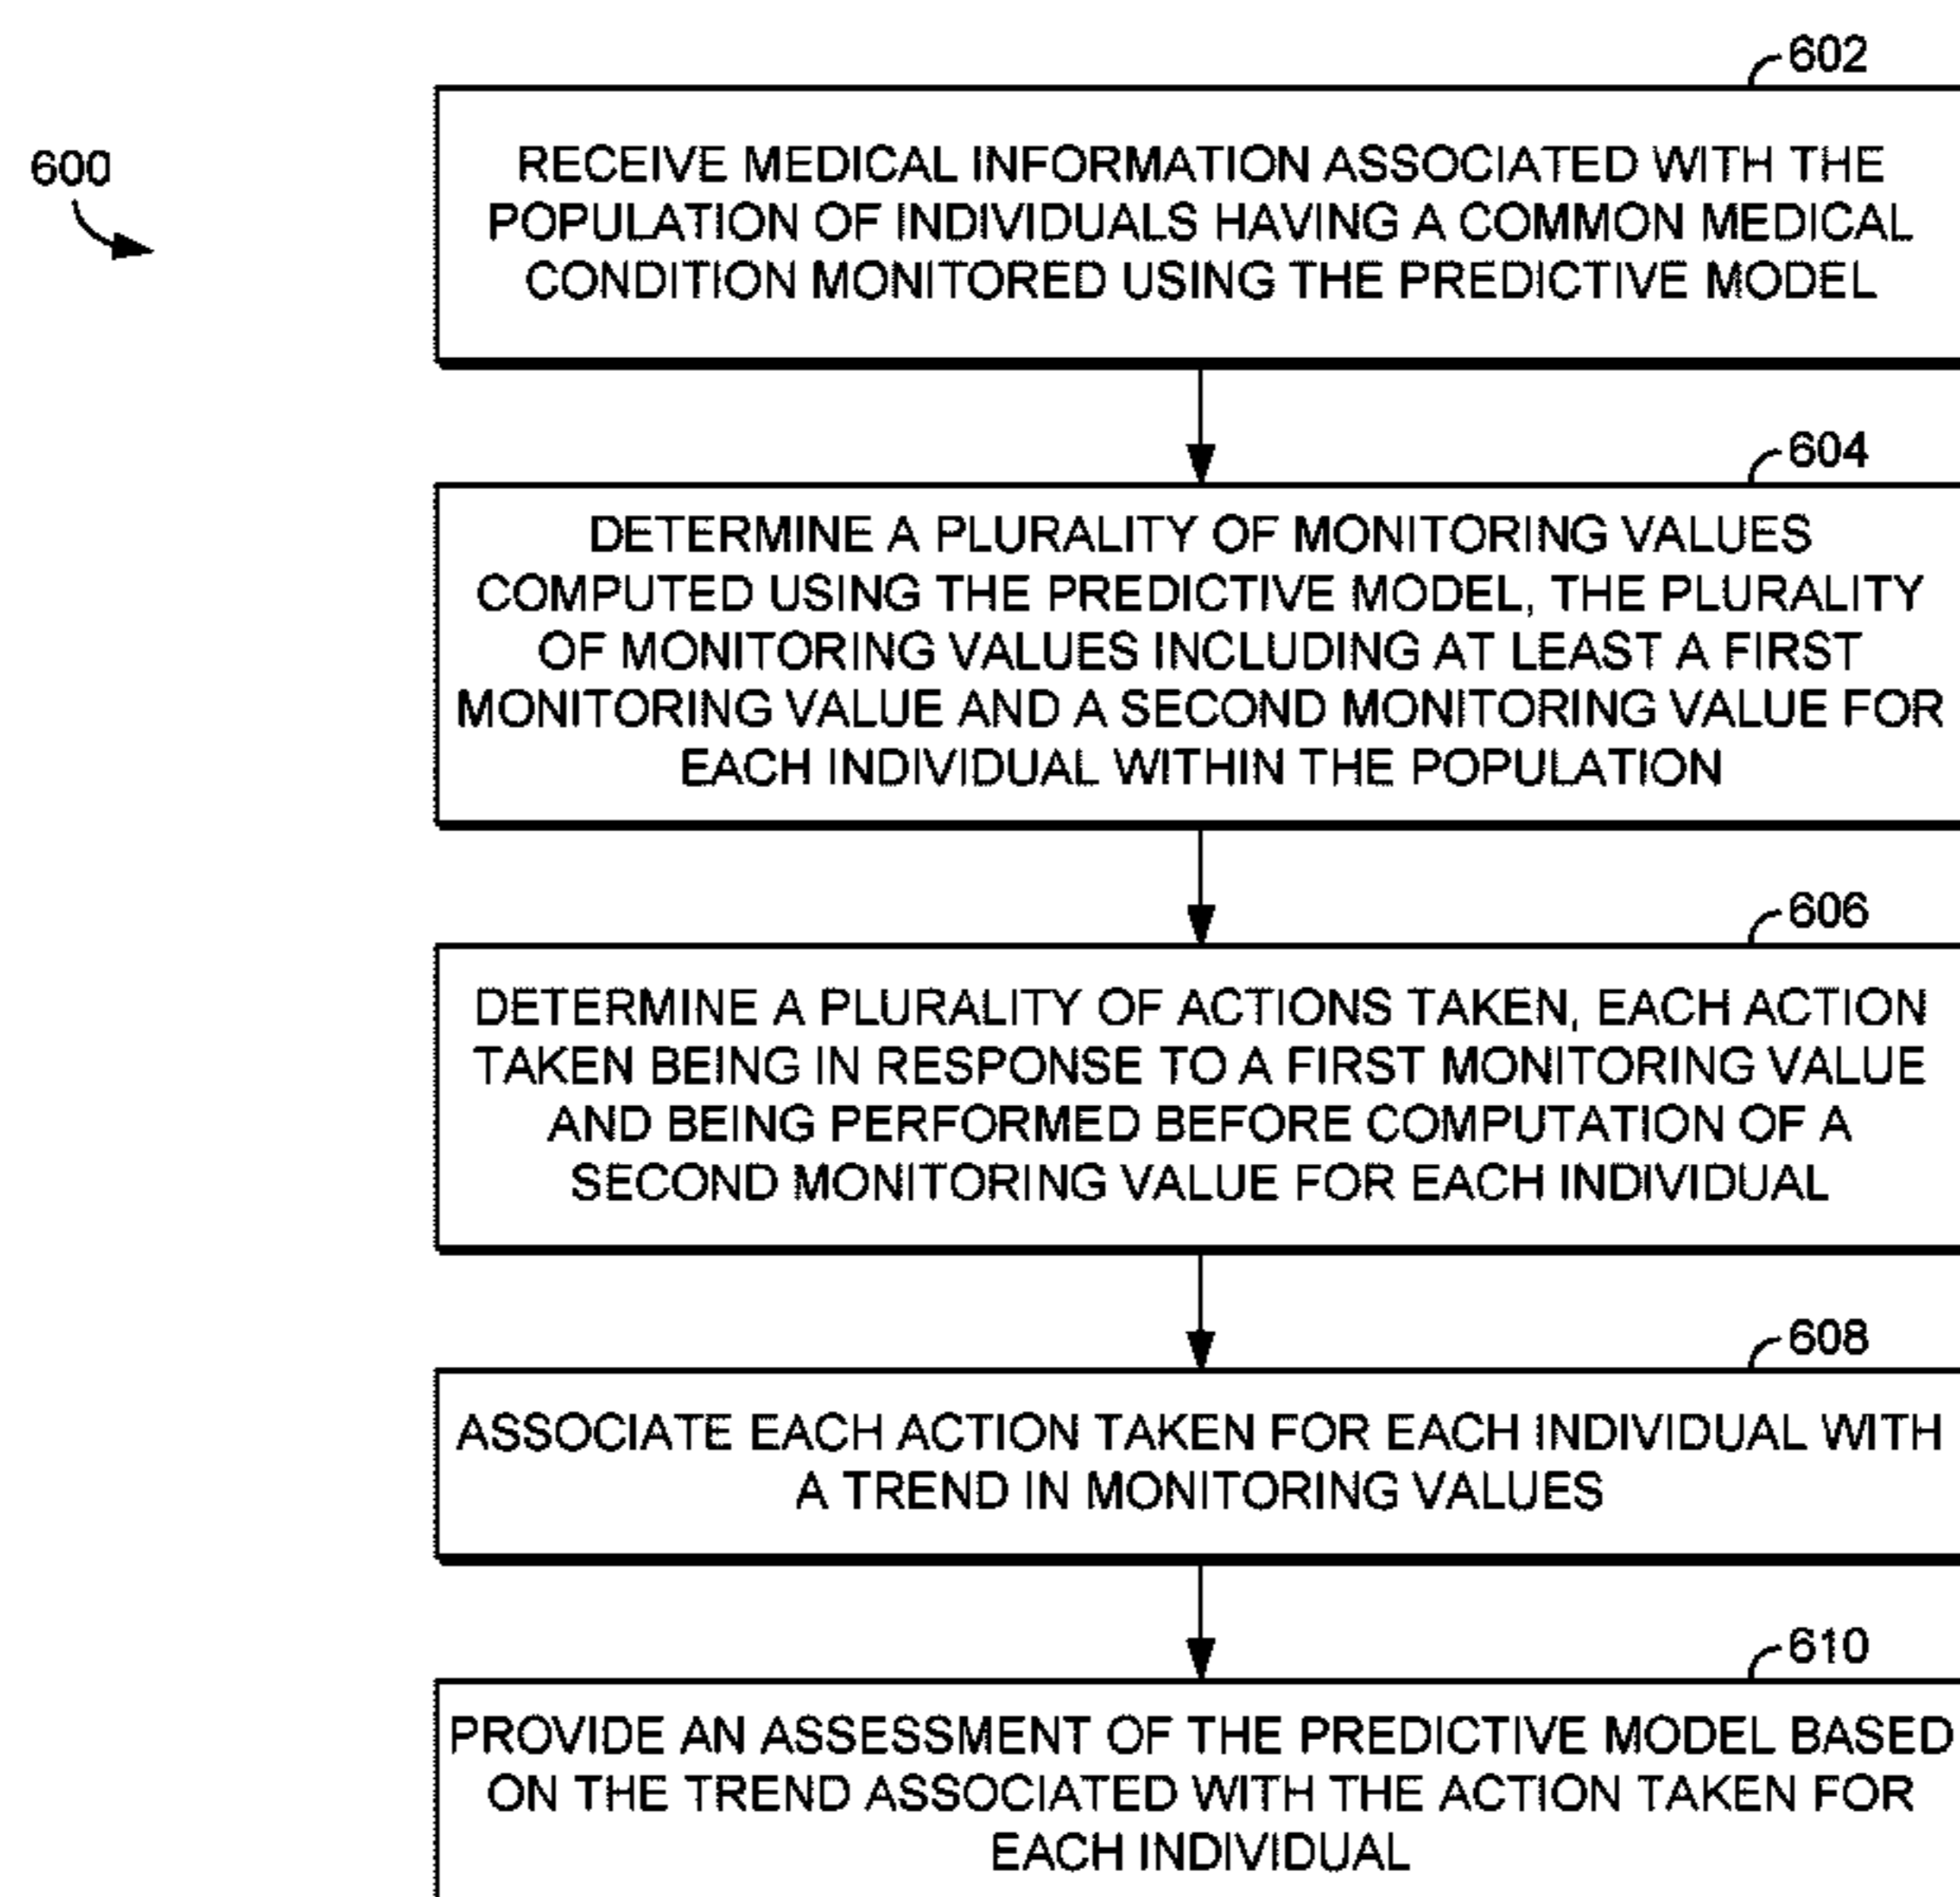 600
602
RECEIVE MEDICAL INFORMATION ASSOCIATED WITH THE
POPULATION OF INDIVIDUALS HAVING A COMMON MEDICAL
CONDITION MONITORED USING THE PREDICTIVE MODEL
604
DETERMINE A PLURALITY OF MONITORING VALUES
COMPUTED USING THE PREDICTIVE MODEL, THE PLURALITY
OF MONITORING VALUES INCLUDING AT LEAST A FIRST
MONITORING VALUE AND A SECOND MONITORING VALUE FOR
EACH INDIVIDUAL WITHIN THE POPULATION
606
DETERMINE A PLURALITY OF ACTIONS TAKEN, EACH ACTION
TAKEN BEING IN RESPONSE TO A FIRST MONITORING VALUE
AND BEING PERFORMED BEFORE COMPUTATION OF A
SECOND MONITORING VALUE FOR EACH INDIVIDUAL
608
ASSOCIATE EACH ACTION TAKEN FOR EACH INDIVIDUAL WITH
A TREND IN MONITORING VALUES
610
PROVIDE AN ASSESSMENT OF THE PREDICTIVE MODEL BASED
ON THE TREND ASSOCIATED WITH THE ACTION TAKEN FOR
EACH INDIVIDUAL